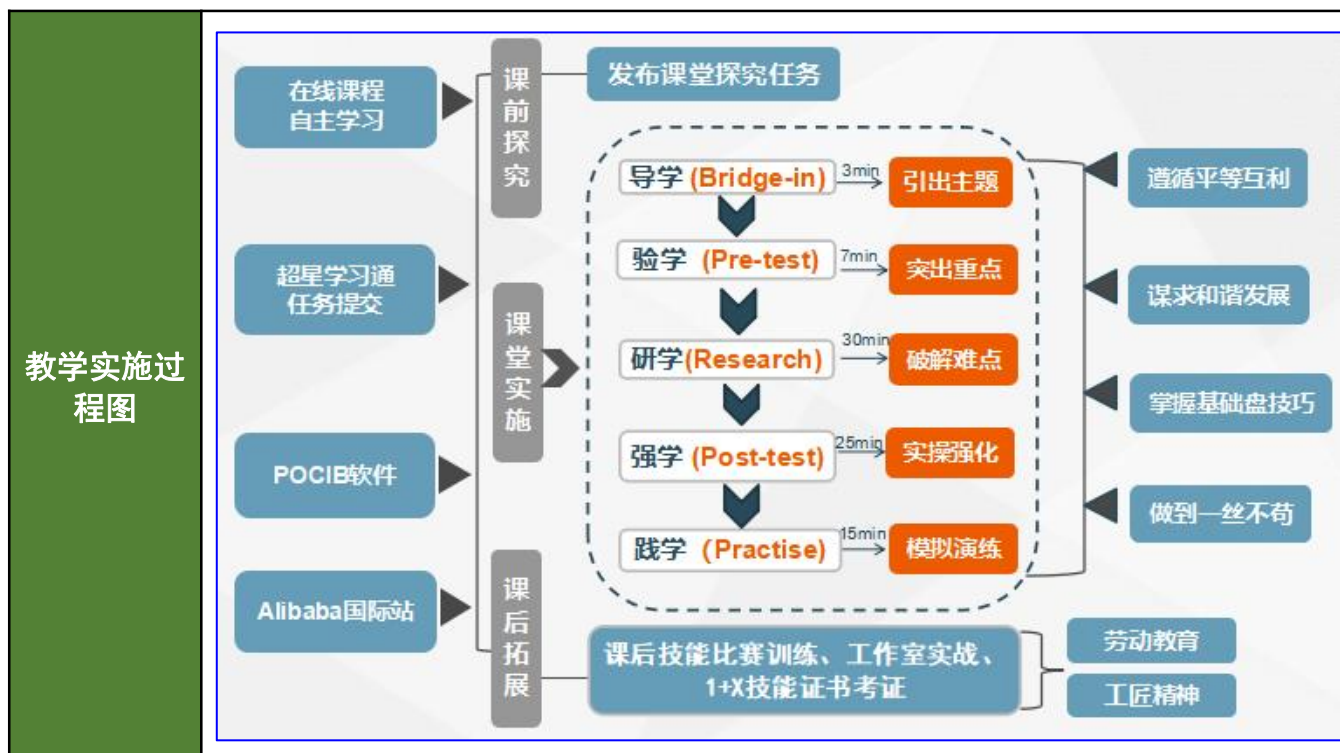 教学实施过
程图
在线课程
自主学习
超星学习通
任务提交
POCIB软件
Alibaba国际站
课前探究
课堂实施
课后拓展
发布课堂探究任务
导学 (Bridge-in) 3min 引出主题
验学 (Pre-test) 7min 突出重点
研学(Research) 30min 破解难点
强学 (Post-test) 25min 实操强化
践学 (Practise) 15min 模拟演练
遵循平等互利
谋求和谐发展
掌握基础盘技巧
做到一丝不苟
课后技能比赛训练、工作室实战、
1+X技能证书考证
劳动教育
工匠精神